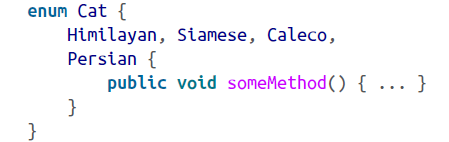 enum Cat {
    Himilayan, Siamese, Caleco,
    Persian {
        public void someMethod() { ... }
    }
}